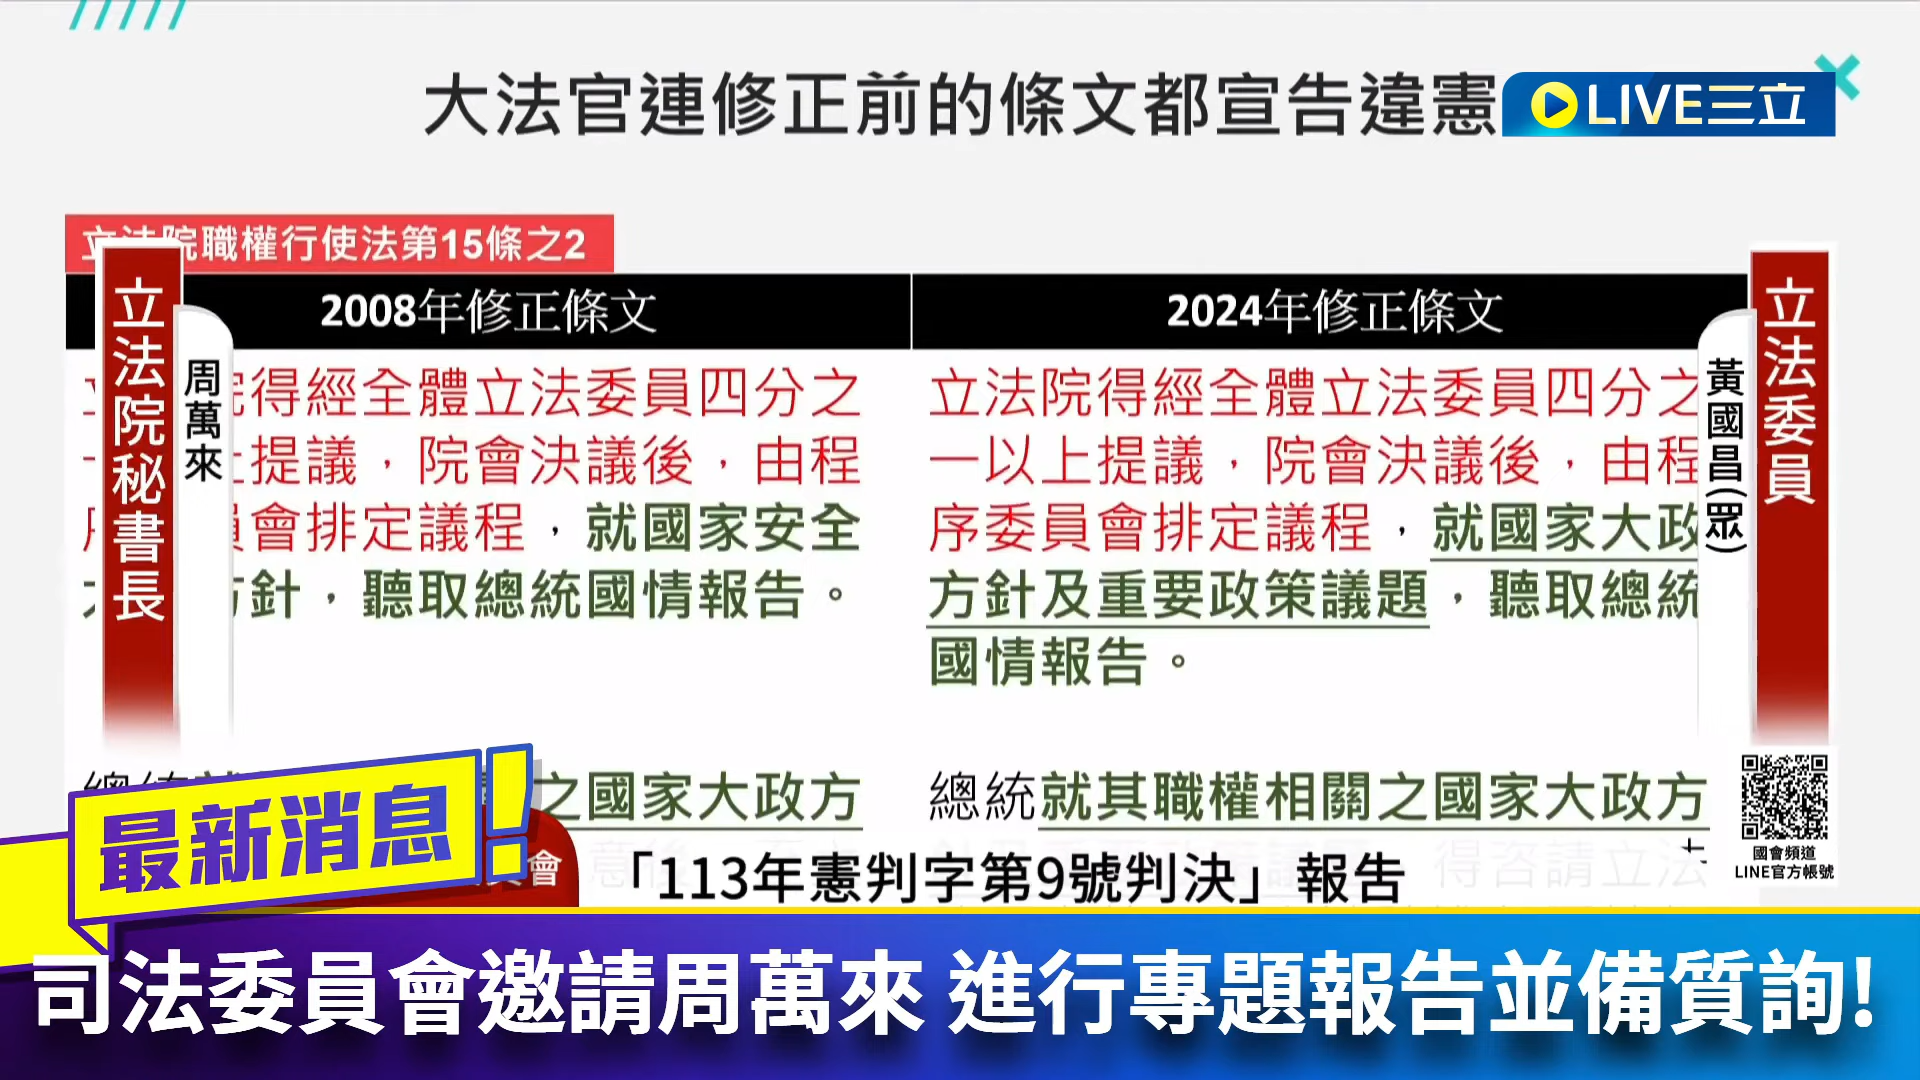 大法官連修正前的條文都宣告違憲
LIVE三立
立法院職權行使法第15條之2
2008年修正條文
2024年修正條文
立法院秘書長
周萬來
得經全體立法委員四分之
提議，院會決議後，由程
會排定議程，就國家安全
方針，聽取總統國情報告。
之國家大政方
立法院得經全體立法委員四分之
一以上提議，院會決議後，由程
序委員會排定議程，就國家大政
方針及重要政策議題，聽取總統
國情報告。
總統就其職權相關之國家大政方
得咨請立法
立法委員
黃國昌(眾)
國會頻道
LINE官方帳號
最新消息!
會
「113年憲判字第9號判決」報告
司法委員會邀請周萬來 進行專題報告並備質詢!